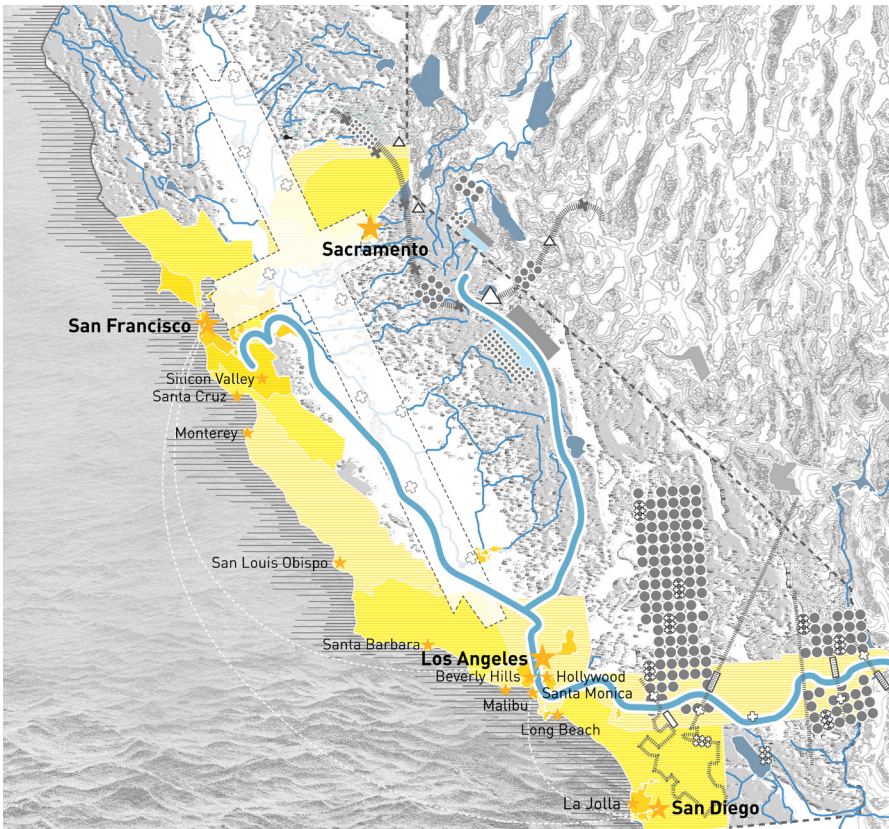 Sacramento
San Francisco
Silicon Valley
Santa Cruz
Monterey
San Louis Obispo
Santa Barbara
Los Angeles
Beverly Hills
Hollywood
Santa Monica
Malibu
Long Beach
La Jolla
San Diego